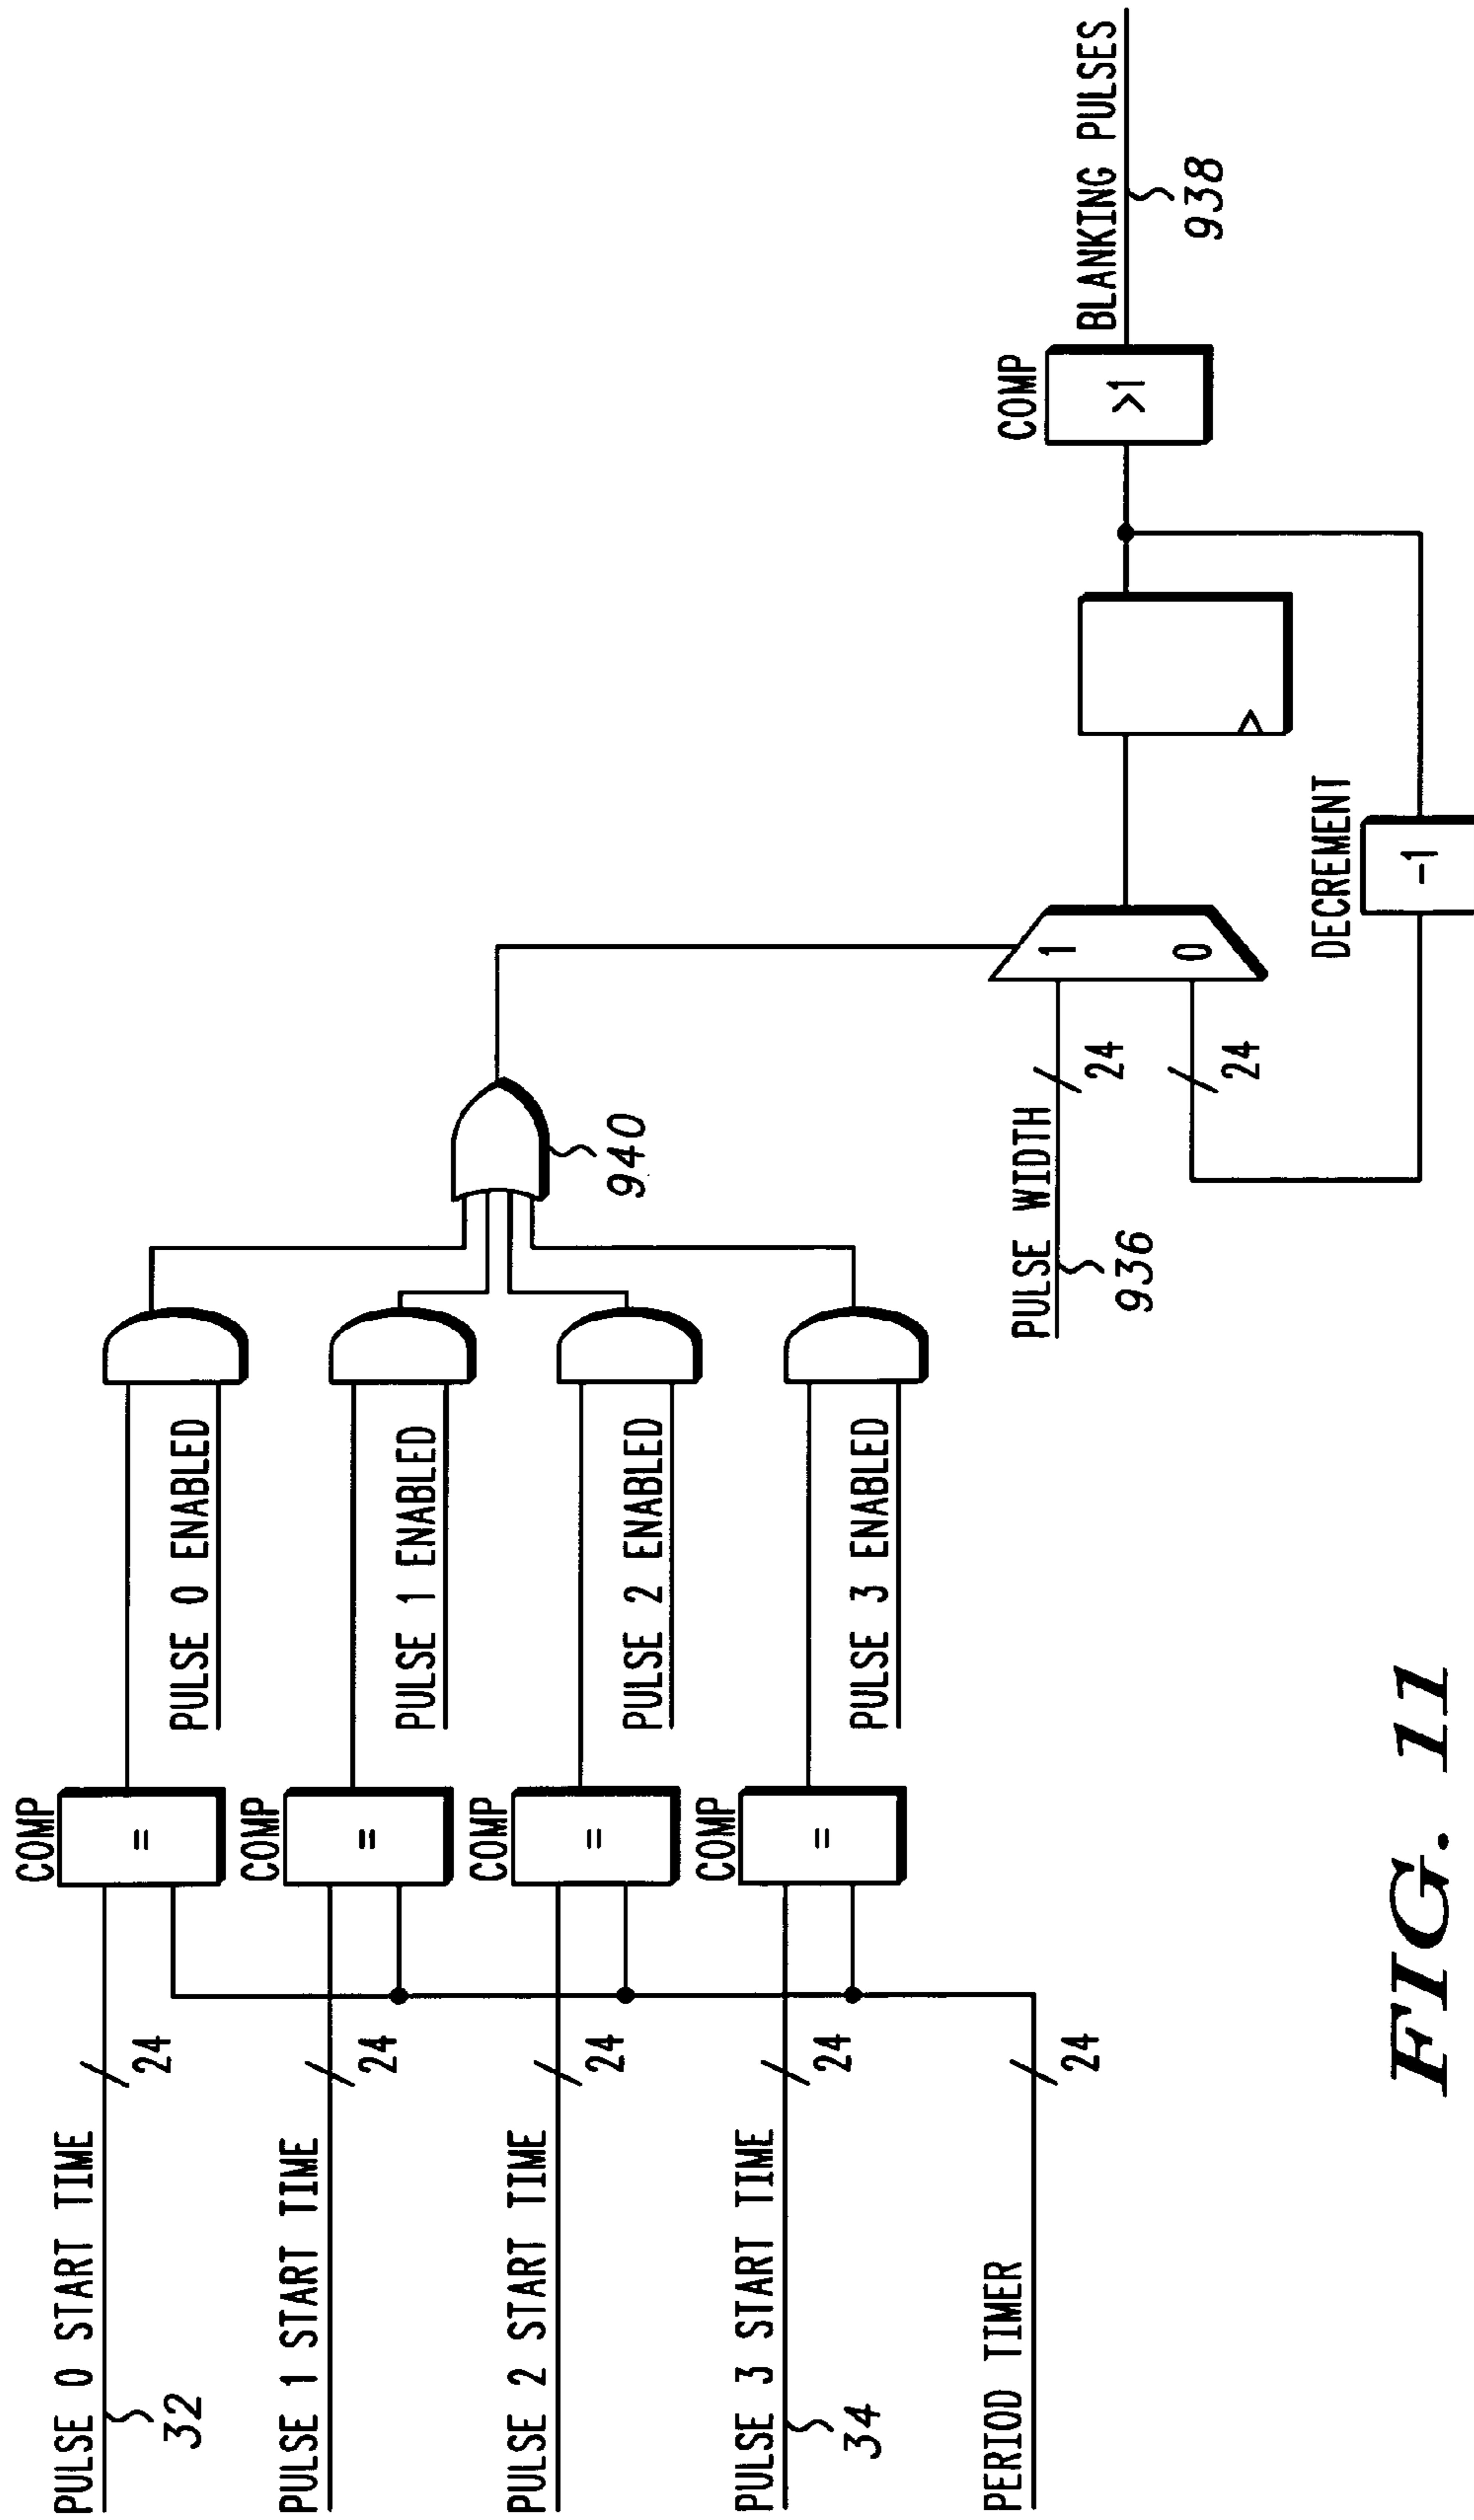 PULSE 0 START TIME
32
24
COMP
=
PULSE 0 ENABLED
PULSE 1 START TIME
24
COMP
=
PULSE 1 ENABLED
PULSE 2 START TIME
24
COMP
=
PULSE 2 ENABLED
PULSE 3 START TIME
34
24
COMP
=
PULSE 3 ENABLED
PERIOD TIMER
24
940
PULSE WIDTH
936
24
24
1
0
DECREMENT
-1
COMP
>1
BLANKING PULSES
938
FIG. 11